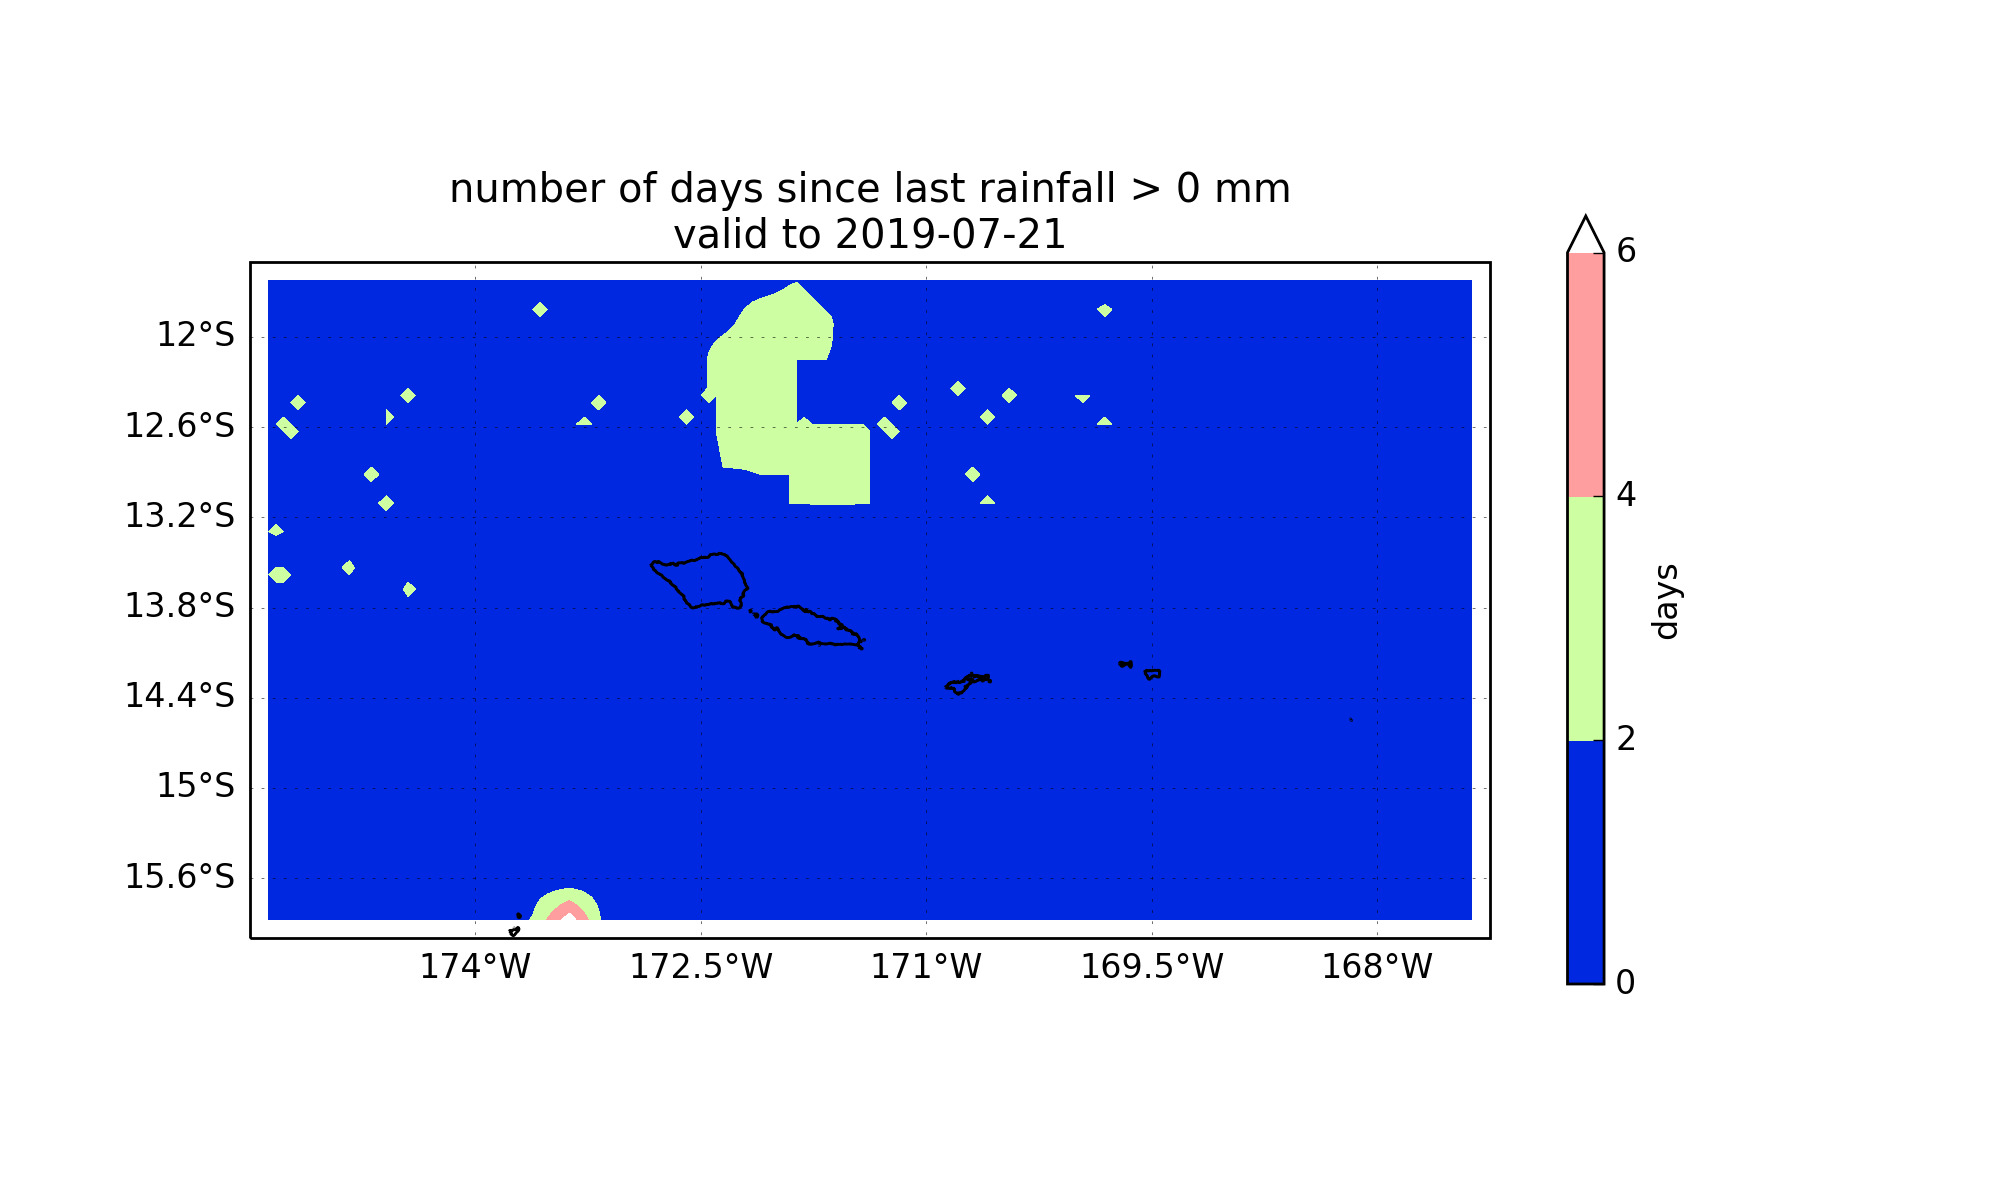 number of days since last rainfall > 0 mm
valid to 2019-07-21
12°S
12.6°S
13.2°S
13.8°S
14.4°S
15°S
15.6°S
174°W
172.5°W
171°W
169.5°W
168°W
6
4
2
0
days